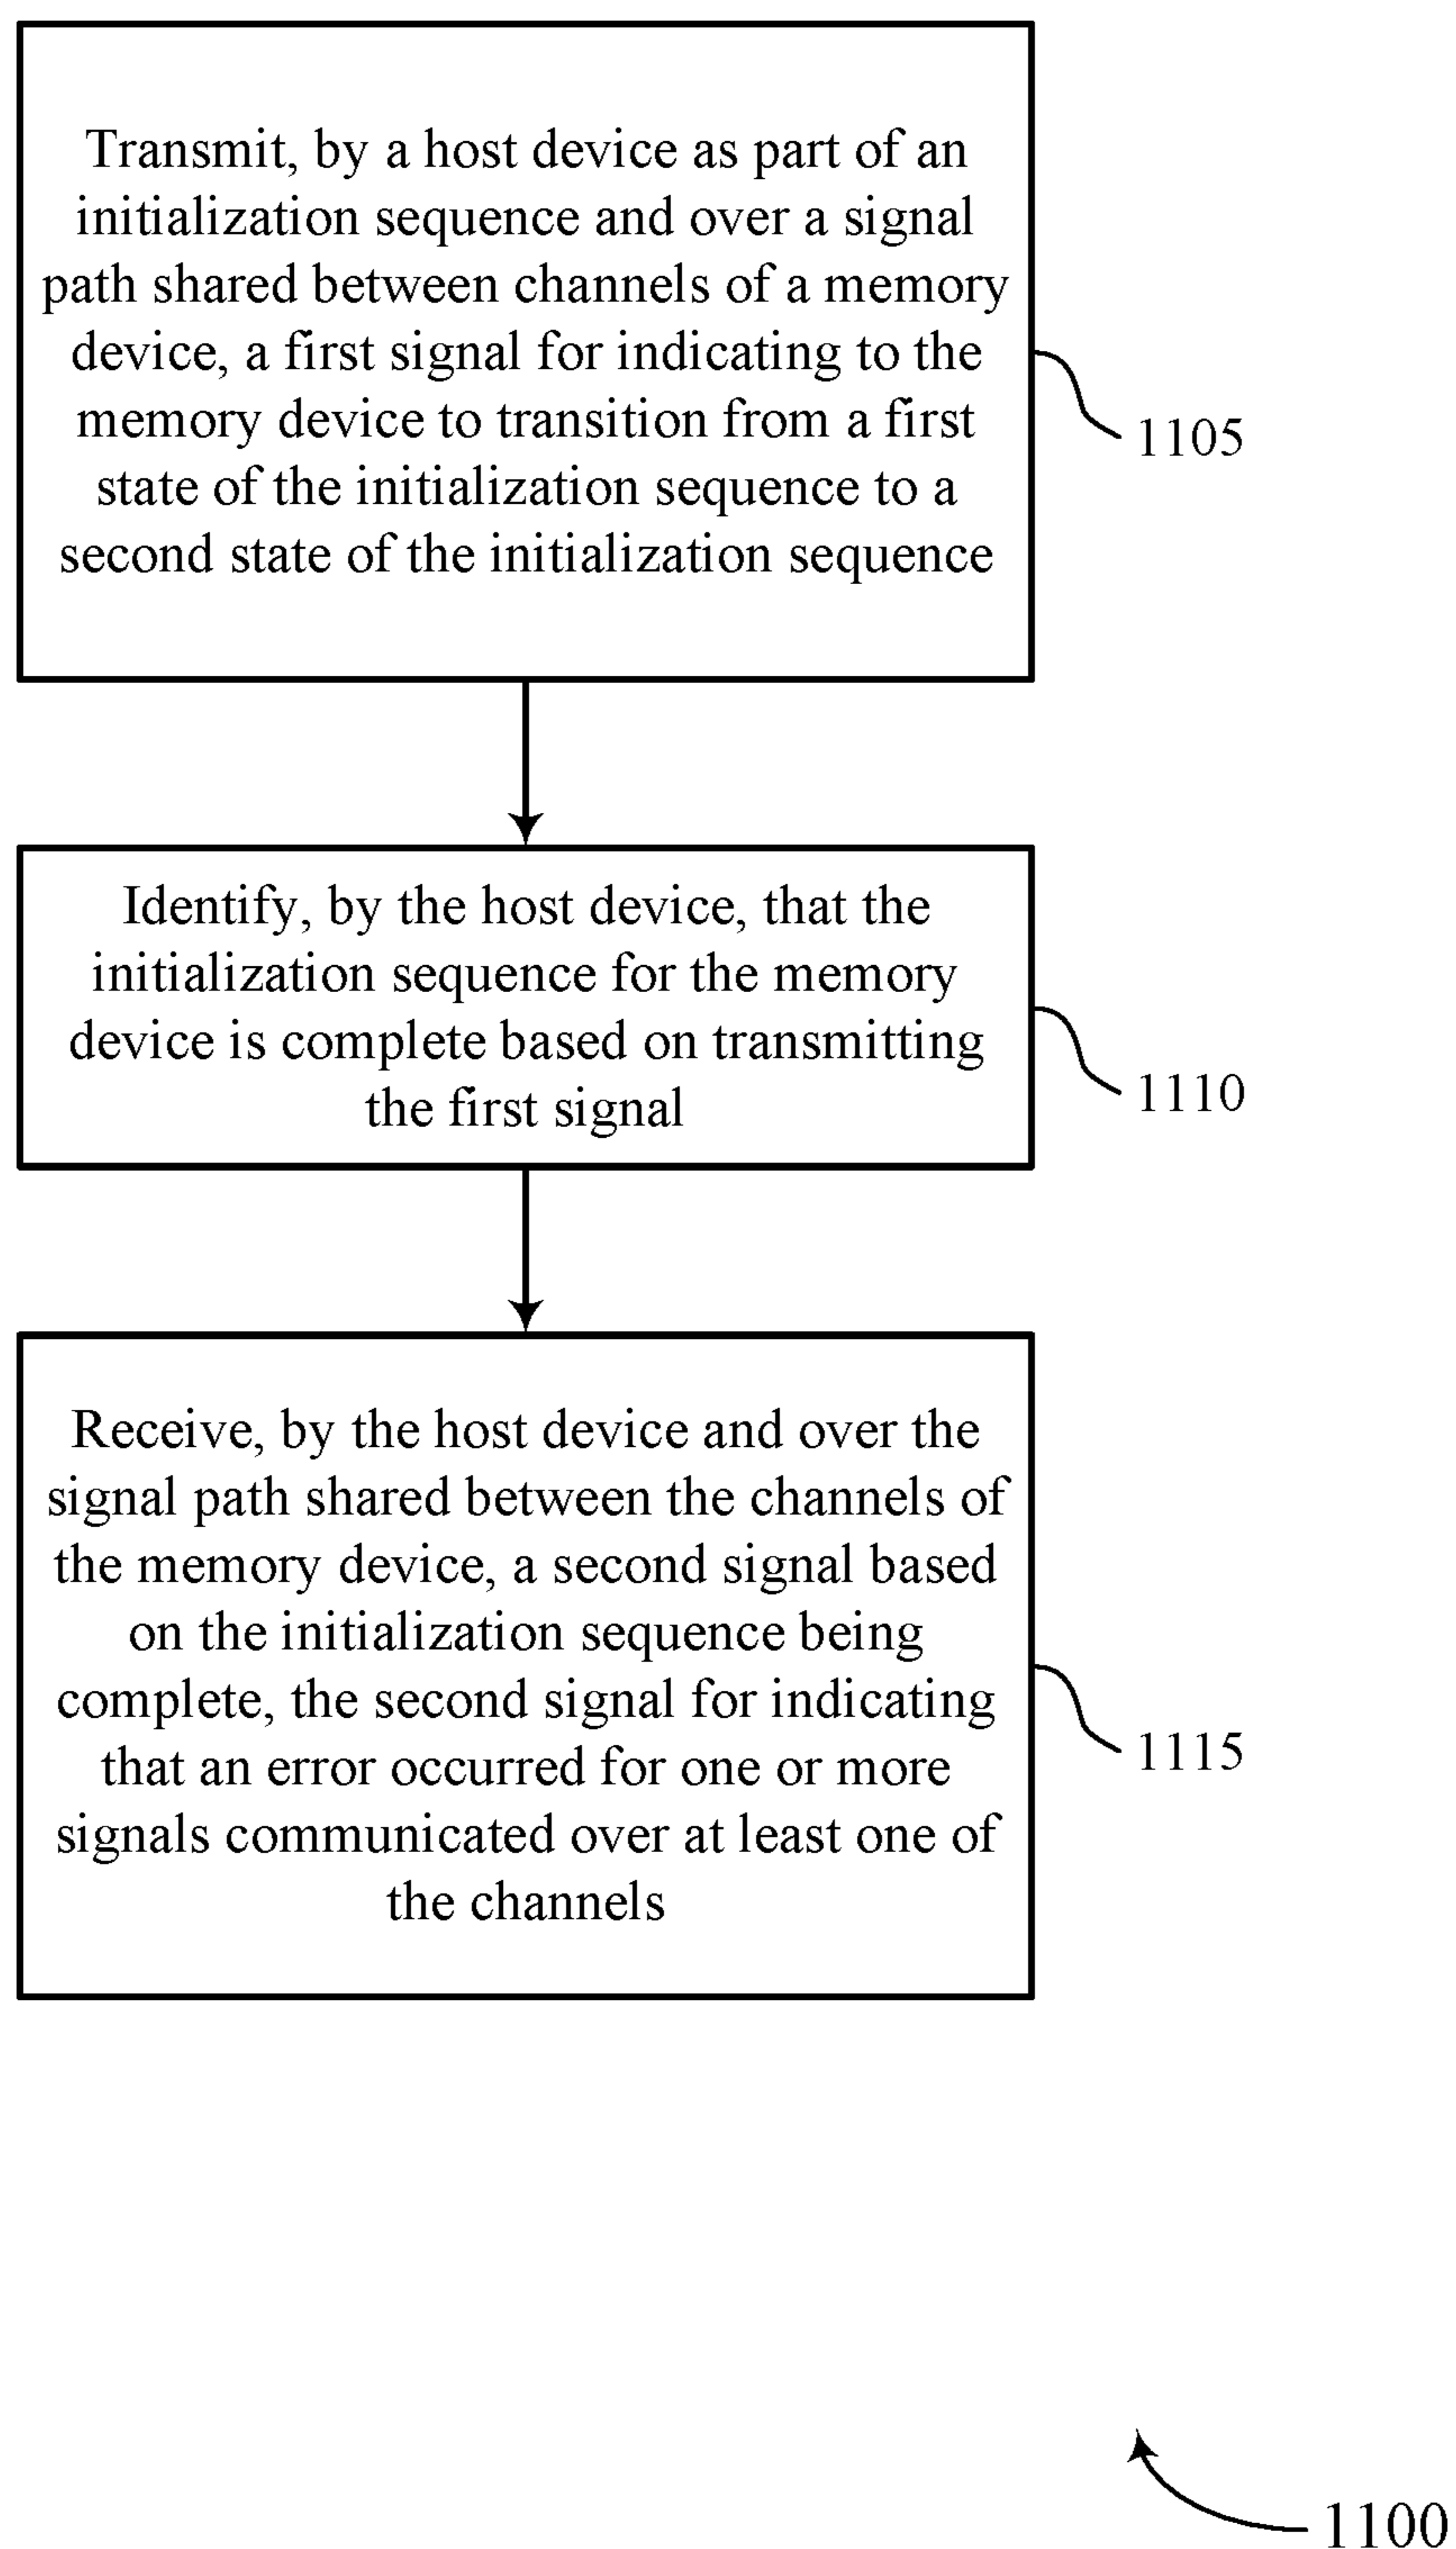 Transmit, by a host device as part of an
initialization sequence and over a signal
path shared between channels of a memory
device, a first signal for indicating to the
memory device to transition from a first
state of the initialization sequence to a
second state of the initialization sequence
1105
Identify, by the host device, that the
initialization sequence for the memory
device is complete based on transmitting
the first signal
1110
Receive, by the host device and over the
signal path shared between the channels of
the memory device, a second signal based
on the initialization sequence being
complete, the second signal for indicating
that an error occurred for one or more
signals communicated over at least one of
the channels
1115
1100